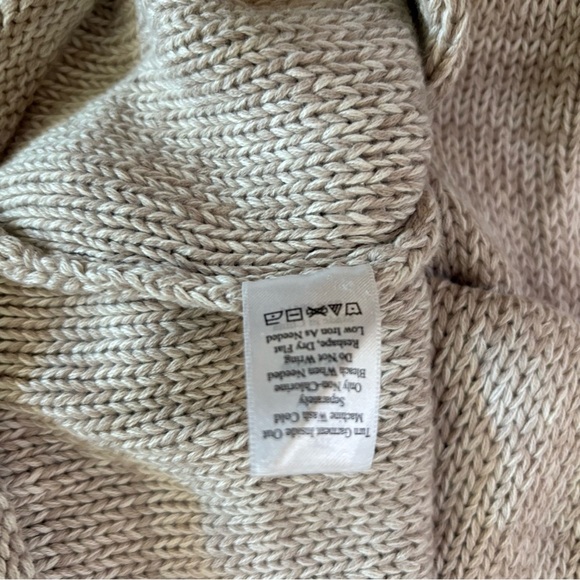 Turn Garment Inside Out
Machine Wash Cold
Separately
Only Non-Chlorine
Bleach When Needed
Do Not Wring
Reshape, Dry Flat
Low Iron As Needed